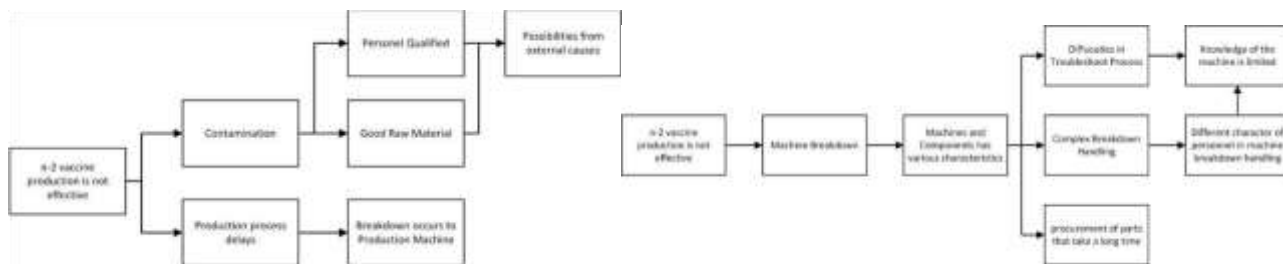 Personel Qualified
Possibilities from
external causes
Contamination
Good Raw Material
n-2 vaccine
production is not
effective
Production process
delays
Breakdown occurs to
Production Machine
n-2 vaccine
production is not
effective
Machine Breakdown
Machines and
Components has
various characteristics
Difficulties in
Troubleshoot Process
Knowledge of the
machine is limited
Complex Breakdown
Handling
Different character of
personnel in machine
breakdown handling
procurement of parts
that take a long time